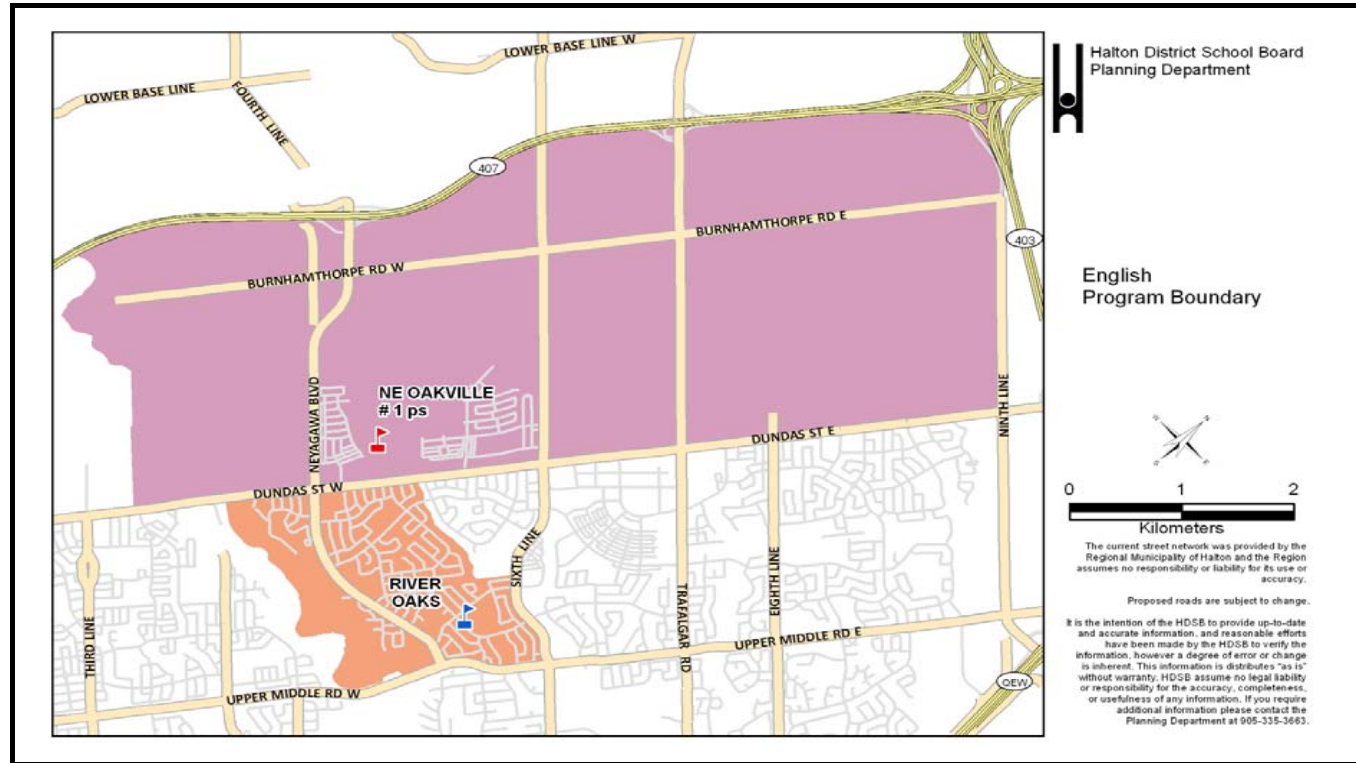 LOWER BASE LINE W
LOWER BASE LINE
FOURTH LINE
407
BURNHAMTHORPE RD E
BURNHAMTHORPE RD W
403
NEYAGAWA BLVD
NE OAKVILLE
# 1 ps
NINTH LINE
DUNDAS ST E
DUNDAS ST W
SIXTH LINE
RIVER
OAKS
THIRD LINE
TRAFALGAR RD
EIGHTH LINE
UPPER MIDDLE RD E
UPPER MIDDLE RD W
QEW
Halton District School Board
Planning Department
English
Program Boundary
0 1 2
Kilometers
The current street network was provided by the
Regional Municipality of Halton and the Region
assumes no responsibility or liability for its use or
accuracy.
Proposed roads are subject to change.
It is the intention of the HDSB to provide up-to-date
and accurate information, and reasonable efforts
have been made by the HDSB to verify the
information, however a degree of error or change
is inherent. This information is distributes "as is"
without warranty. HDSB assume no legal liability
or responsibility for the accuracy, completeness,
or usefulness of any information. If you require
additional information please contact the
Planning Department at 905-335-3663.